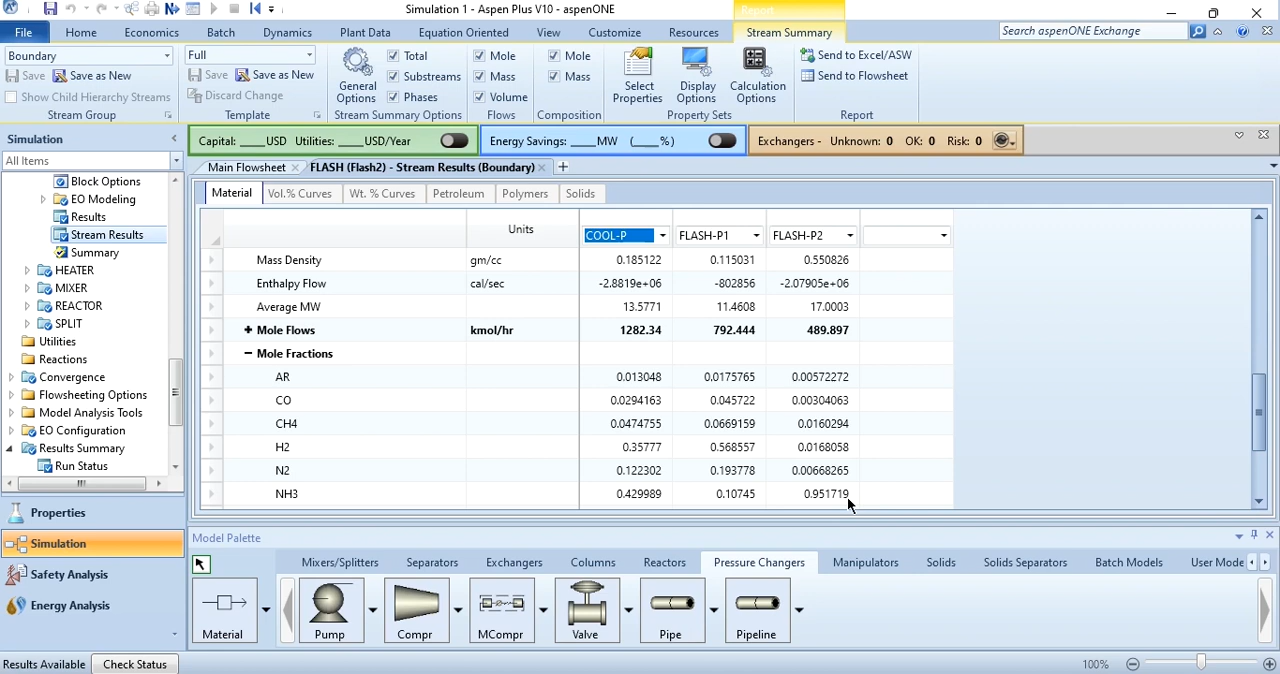 Simulation 1 - Aspen Plus V10 - aspenONE
Report
File Home Economics Batch Dynamics Plant Data Equation Oriented View Customize Resources Stream Summary Search aspenONE Exchange
Boundary
Save Save as New
Show Child Hierarchy Streams
Stream Group
Full
Save Save as New
Discard Change
Template
General Options
Total
Substreams
Phases
Stream Summary Options
Mole
Mass
Volume
Flows
Mole
Mass
Composition
Select Properties
Display Options
Calculation Options
Property Sets
Send to Excel/ASW
Send to Flowsheet
Report
Capital: ____USD Utilities: ____USD/Year
Energy Savings: ____MW (____%)
Exchangers - Unknown: 0 OK: 0 Risk: 0
Simulation
All Items
Block Options
EO Modeling
Results
Stream Results
Summary
HEATER
MIXER
REACTOR
SPLIT
Utilities
Reactions
Convergence
Flowsheeting Options
Model Analysis Tools
EO Configuration
Results Summary
Run Status
Properties
Simulation
Safety Analysis
Energy Analysis
Main Flowsheet FLASH (Flash2) - Stream Results (Boundary)
Material Vol.% Curves Wt. % Curves Petroleum Polymers Solids
Units COOL-P FLASH-P1 FLASH-P2
Mass Density gm/cc 0.185122 0.115031 0.550826
Enthalpy Flow cal/sec -2.8819e+06 -802856 -2.07905e+06
Average MW 13.5771 11.4608 17.0003
+ Mole Flows kmol/hr 1282.34 792.444 489.897
− Mole Fractions
AR 0.013048 0.0175765 0.00572272
CO 0.0294163 0.045722 0.00304063
CH4 0.0474755 0.0669159 0.0160294
H2 0.35777 0.568557 0.0168058
N2 0.122302 0.193778 0.00668265
NH3 0.429989 0.10745 0.951719
Model Palette
Mixers/Splitters Separators Exchangers Columns Reactors Pressure Changers Manipulators Solids Solids Separators Batch Models User Mode
Material Pump Compr MCompr Valve Pipe Pipeline
Results Available Check Status 100%